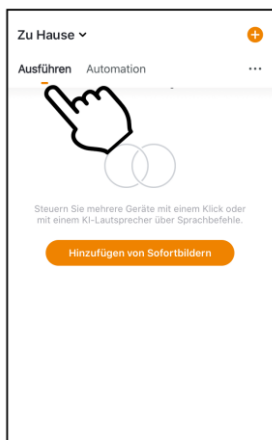 Zu Hause
Ausführen Automation
Steuern Sie mehrere Geräte mit einem Klick oder
mit einem KI-Lautsprecher über Sprachbefehle.
Hinzufügen von Sofortbildern